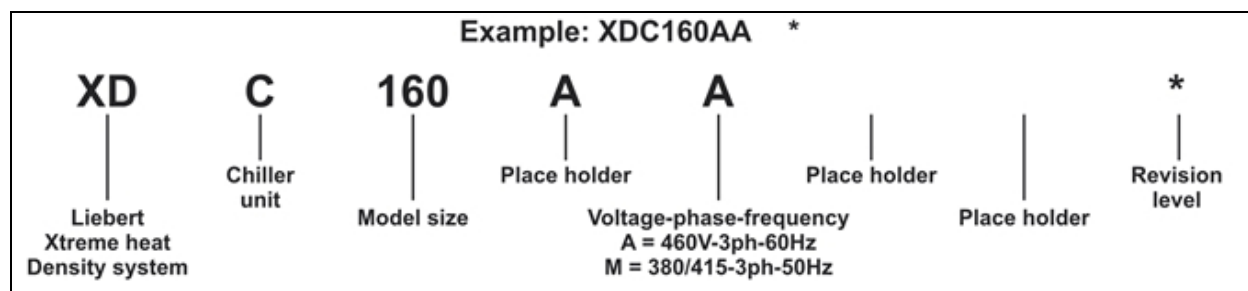 Example: XDC160AA *
XD C 160 A A *
Liebert
Xtreme heat
Density system
Chiller
unit
Model size
Place holder
Voltage-phase-frequency
A = 460V-3ph-60Hz
M = 380/415-3ph-50Hz
Place holder
Place holder
Revision
level